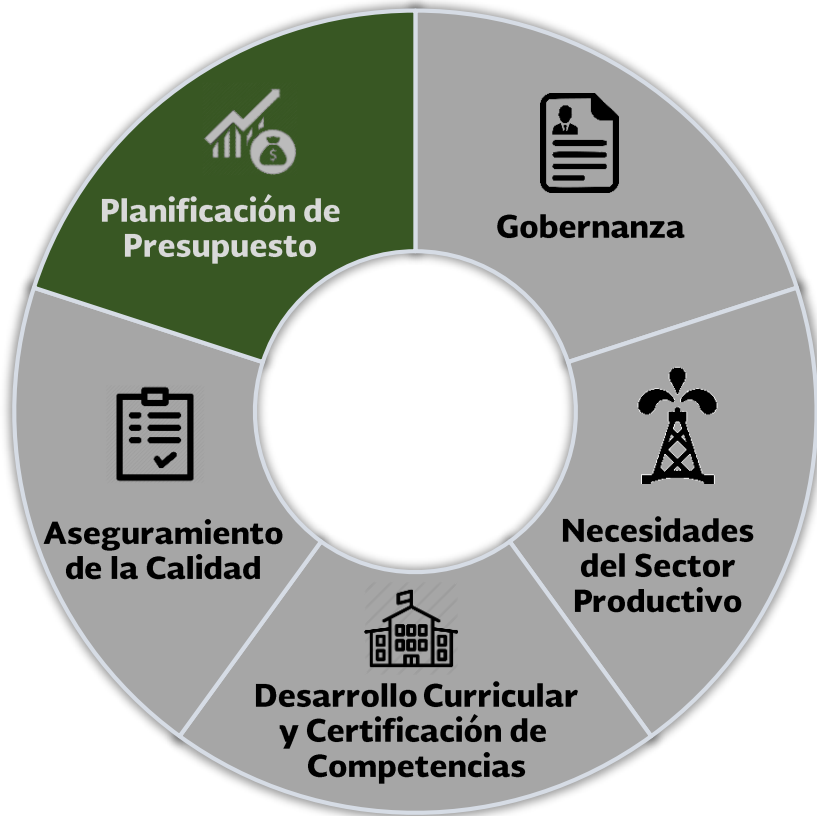 Planificación de
Presupuesto
$
Gobernanza
Necesidades
del Sector
Productivo
Desarrollo Curricular
y Certificación de
Competencias
Aseguramiento
de la Calidad